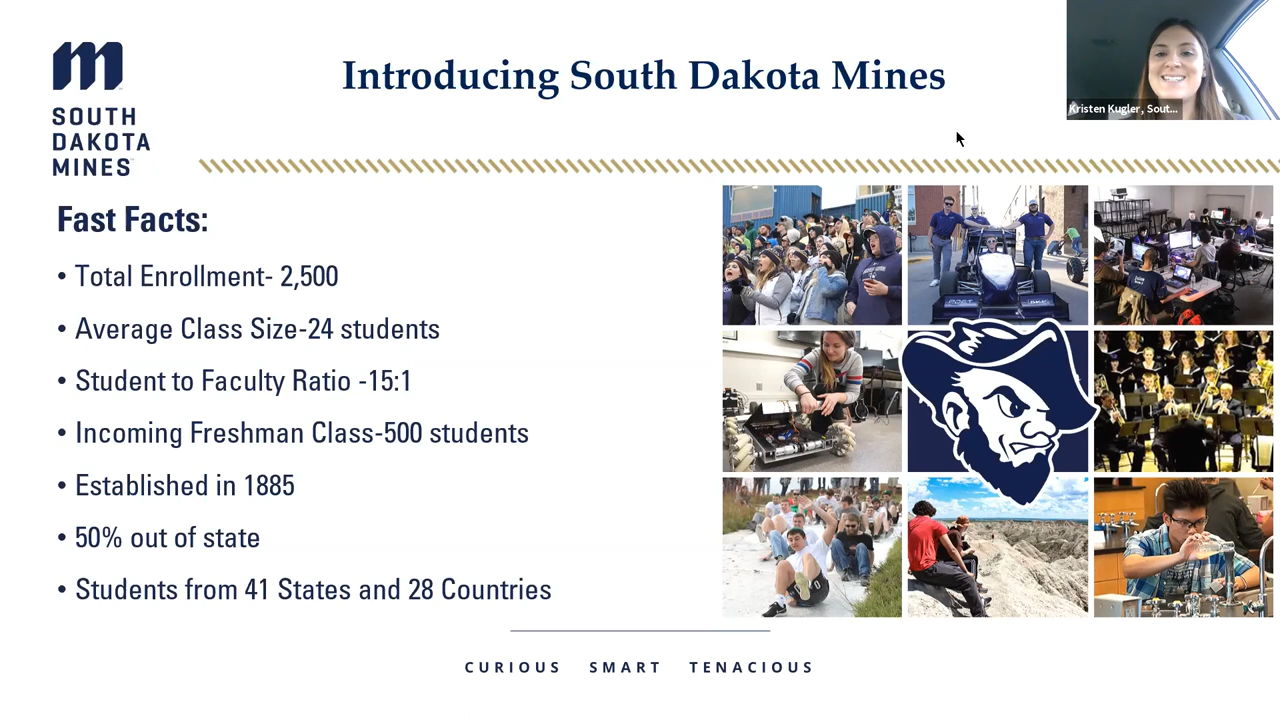 SOUTH
DAKOTA
MINES
Introducing South Dakota Mines
Kristen Kugler, Sout...
Fast Facts:
• Total Enrollment- 2,500
• Average Class Size-24 students
• Student to Faculty Ratio -15:1
• Incoming Freshman Class-500 students
• Established in 1885
• 50% out of state
• Students from 41 States and 28 Countries
CURIOUS SMART TENACIOUS